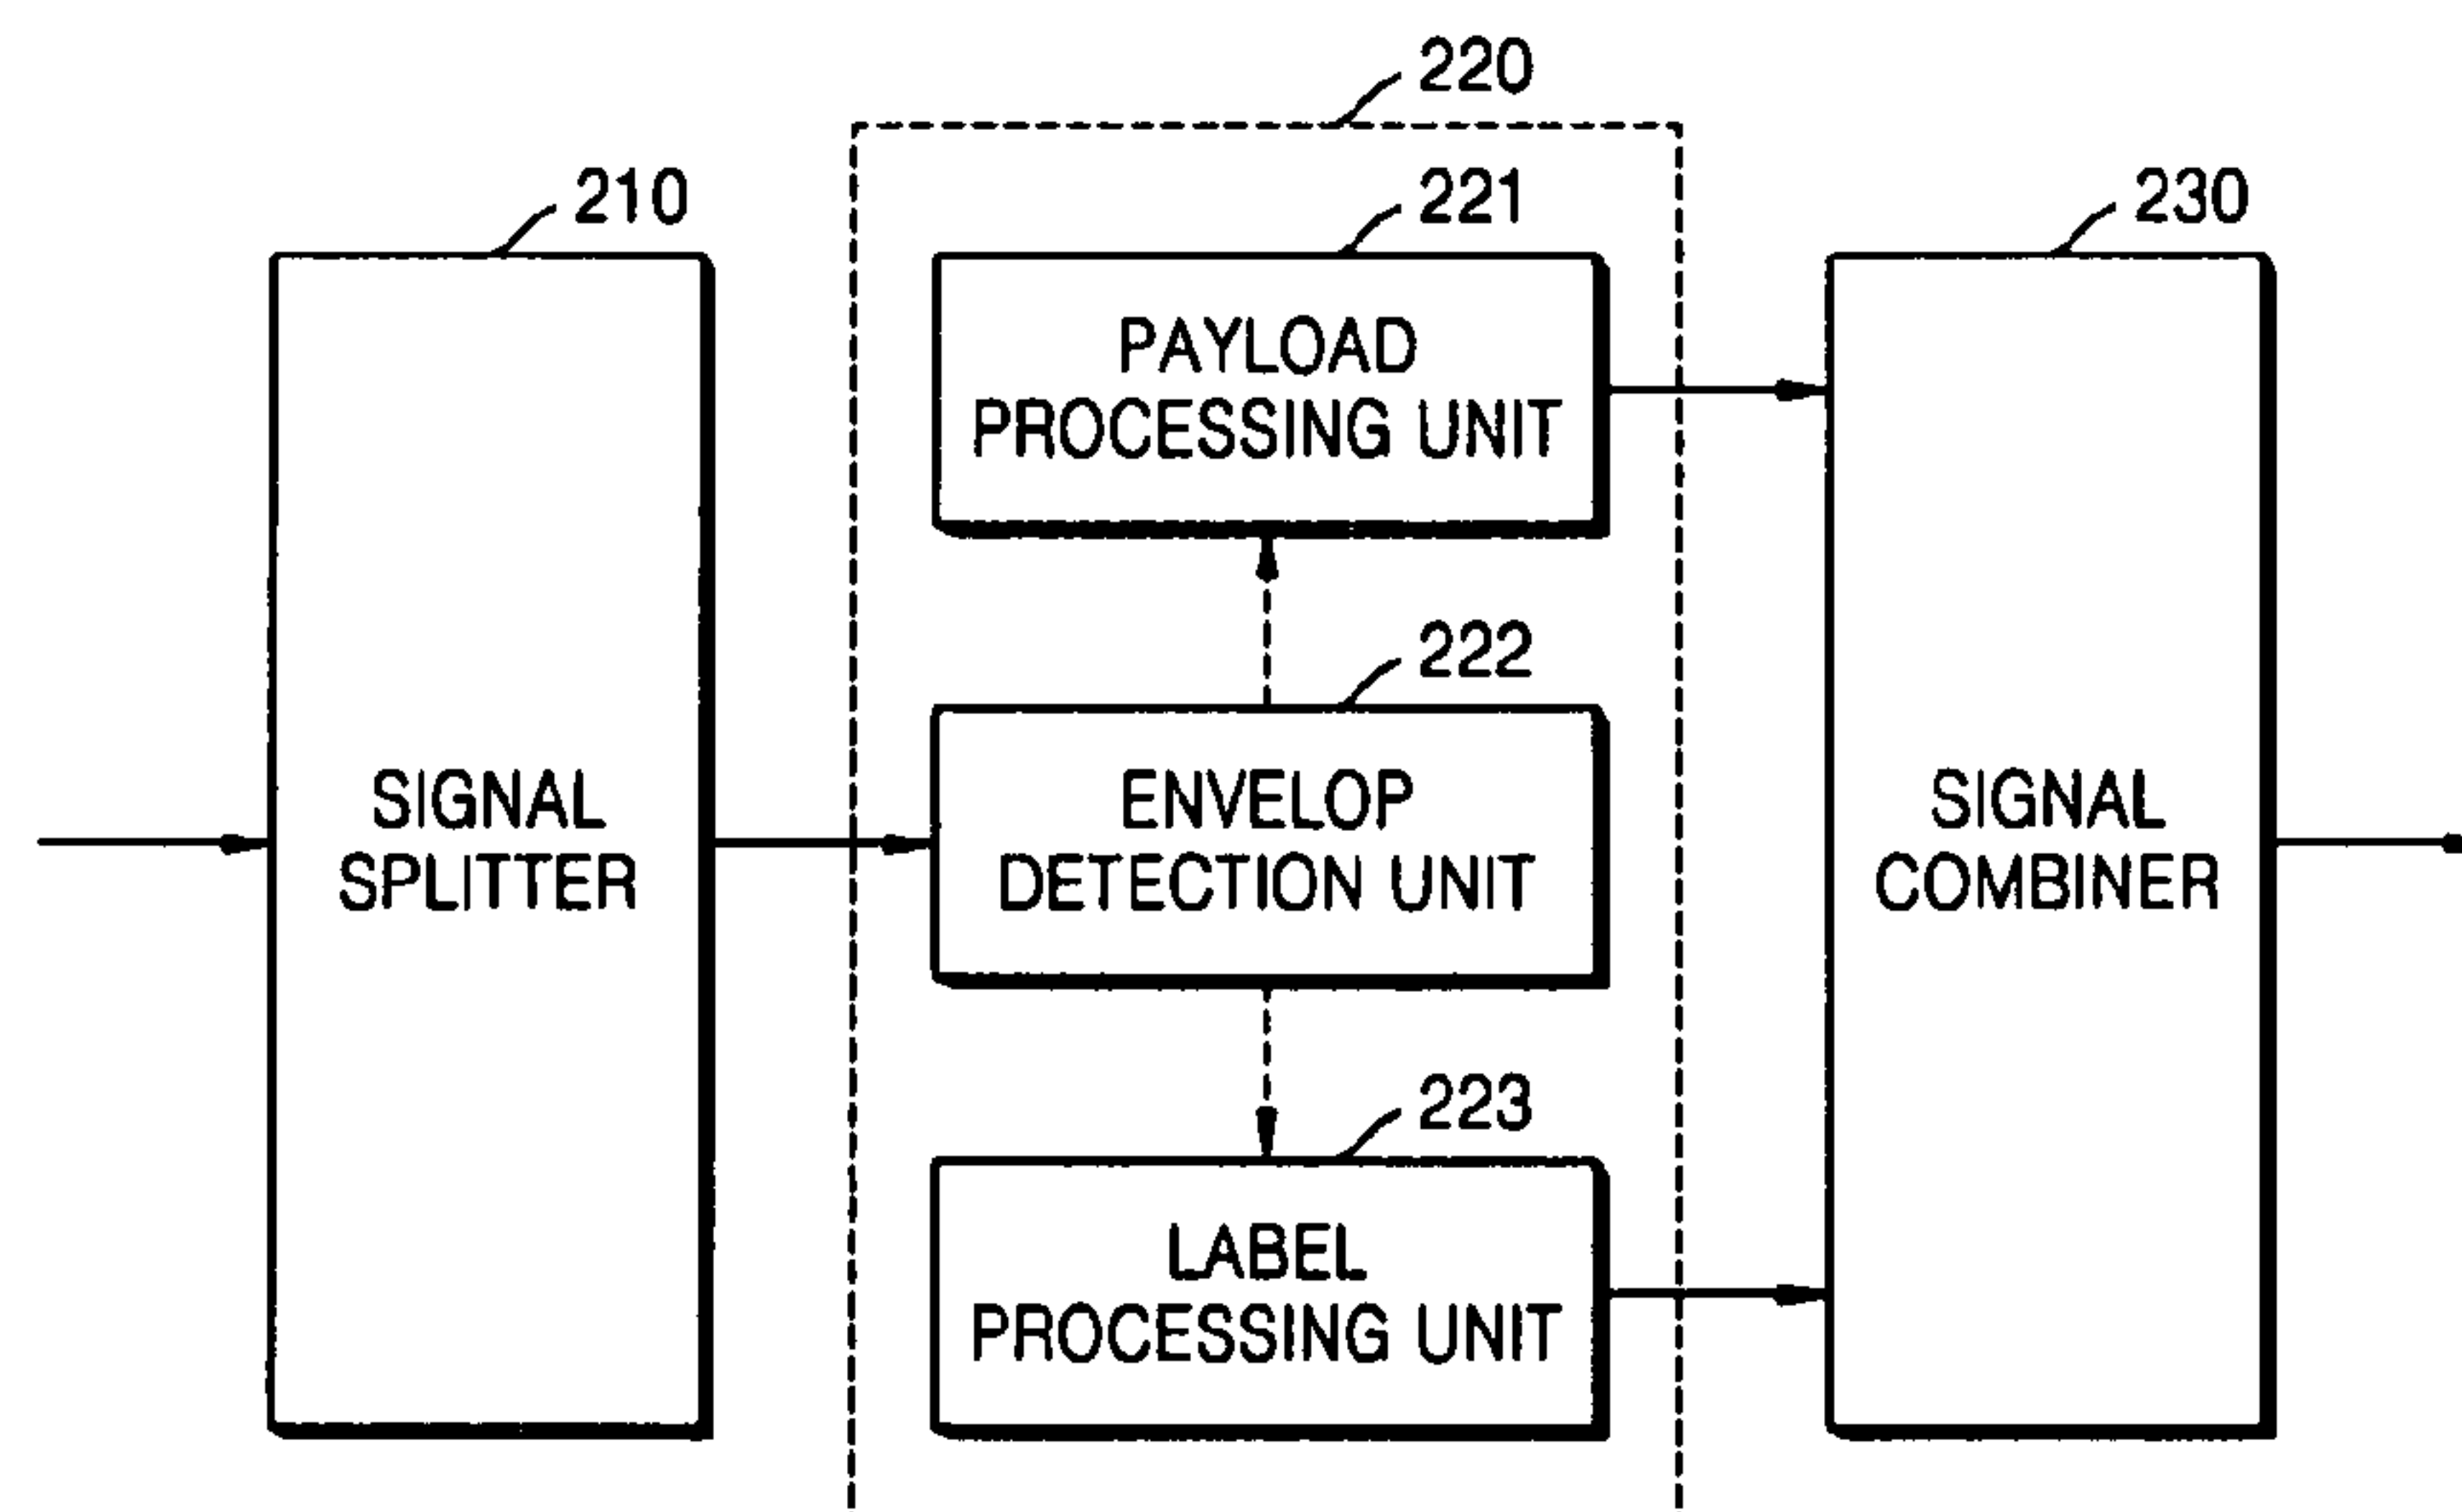 220
210
221
230
PAYLOAD
PROCESSING UNIT
222
SIGNAL
SPLITTER
ENVELOP
DETECTION UNIT
SIGNAL
COMBINER
223
LABEL
PROCESSING UNIT